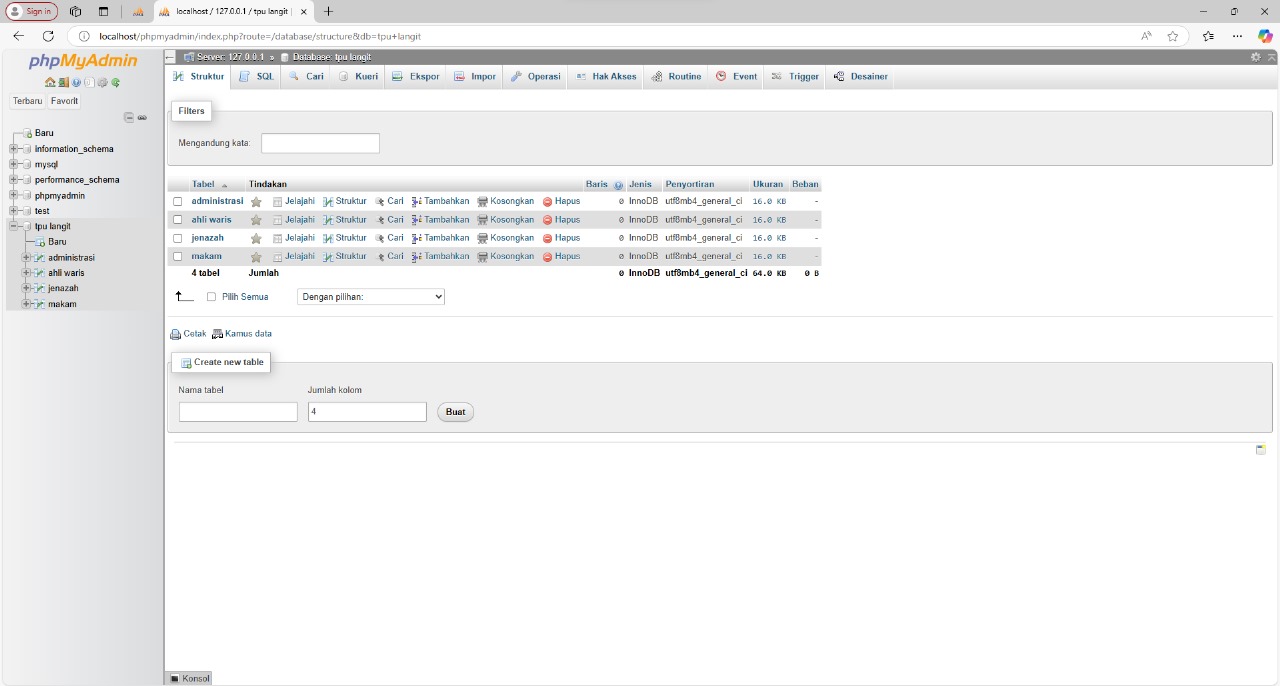 Sign in
localhost / 127.0.0.1 / tpu langit |
localhost/phpmyadmin/index.php?route=/database/structure&db=tpu+langit
phpMyAdmin
Terbaru Favorit
Baru
information_schema
mysql
performance_schema
phpmyadmin
test
tpu langit
Baru
administrasi
ahli waris
jenazah
makam
Server: 127.0.0.1 » Database: tpu langit
Struktur SQL Cari Kueri Ekspor Impor Operasi Hak Akses Routine Event Trigger Desainer
Filters
Mengandung kata:
Tabel Tindakan Baris Jenis Penyortiran Ukuran Beban
administrasi Jelajahi Struktur Cari Tambahkan Kosongkan Hapus 0 InnoDB utf8mb4_general_ci 16.0 KB -
ahli waris Jelajahi Struktur Cari Tambahkan Kosongkan Hapus 0 InnoDB utf8mb4_general_ci 16.0 KB -
jenazah Jelajahi Struktur Cari Tambahkan Kosongkan Hapus 0 InnoDB utf8mb4_general_ci 16.0 KB -
makam Jelajahi Struktur Cari Tambahkan Kosongkan Hapus 0 InnoDB utf8mb4_general_ci 16.0 KB -
4 tabel Jumlah 0 InnoDB utf8mb4_general_ci 64.0 KB 0 B
Pilih Semua Dengan pilihan:
Cetak Kamus data
Create new table
Nama tabel Jumlah kolom
4 Buat
Konsol